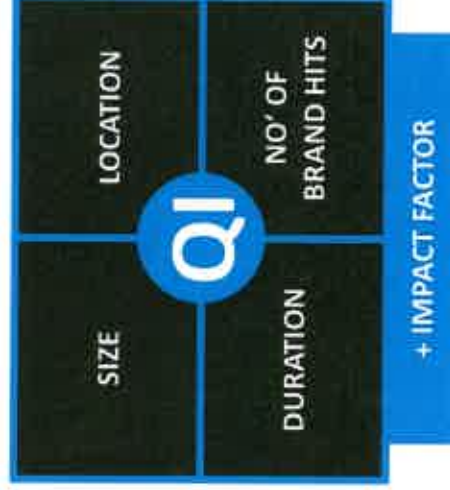 SIZE
LOCATION
QI
DURATION
NO' OF
BRAND HITS
+ IMPACT FACTOR